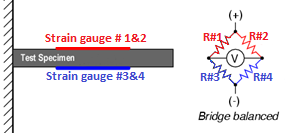 Strain gauge # 1&2
Test Specimen
Strain gauge #3&4
(+)
R#1 R#2
V
R#3 R#4
(-)
Bridge balanced